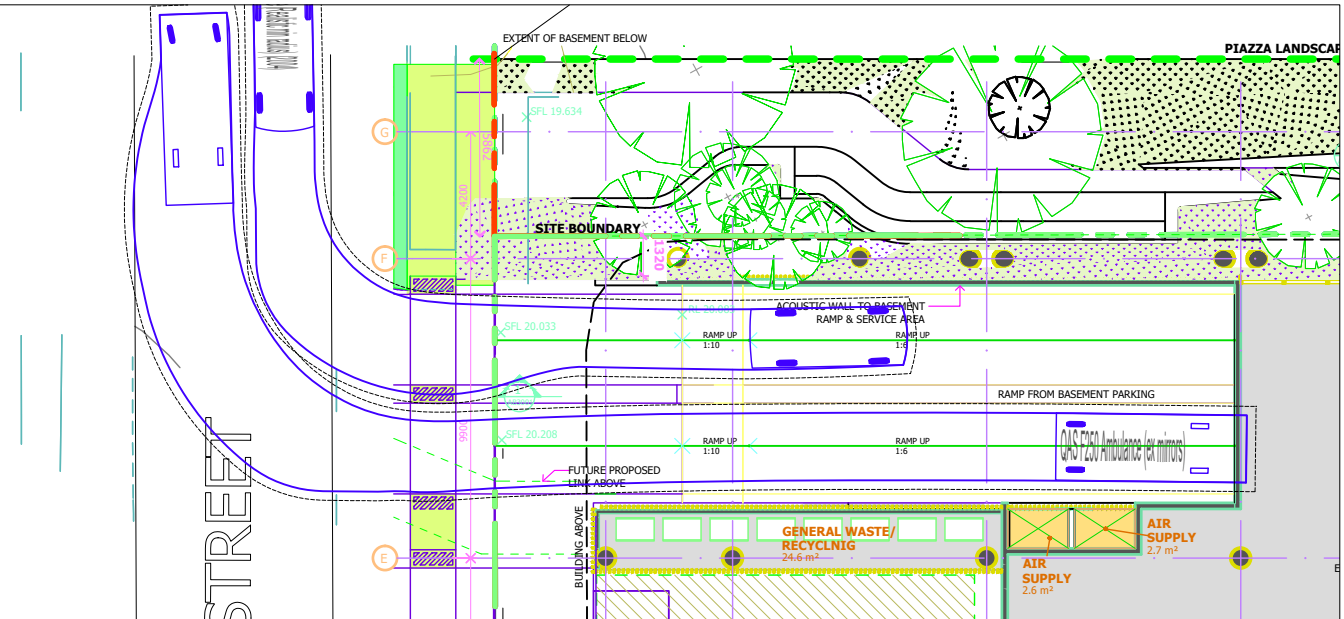 EXTENT OF BASEMENT BELOW
PIAZZA LANDSCAP
SFL 19.634
G
5862
4200
SITE BOUNDARY
1320
F
ACOUSTIC WALL TO BASEMENT
RAMP & SERVICE AREA
SFL 20.033
RAMP UP
1:10
RAMP UP
1:6
RAMP FROM BASEMENT PARKING
9900
SFL 20.208
RAMP UP
1:10
RAMP UP
1:6
QAS F250 Ambulance (ex mirrors)
FUTURE PROPOSED
LINK ABOVE
STREET
BUILDING ABOVE
GENERAL WASTE/
RECYCLNIG
24.6 m²
AIR
SUPPLY
2.7 m²
AIR
SUPPLY
2.6 m²
E